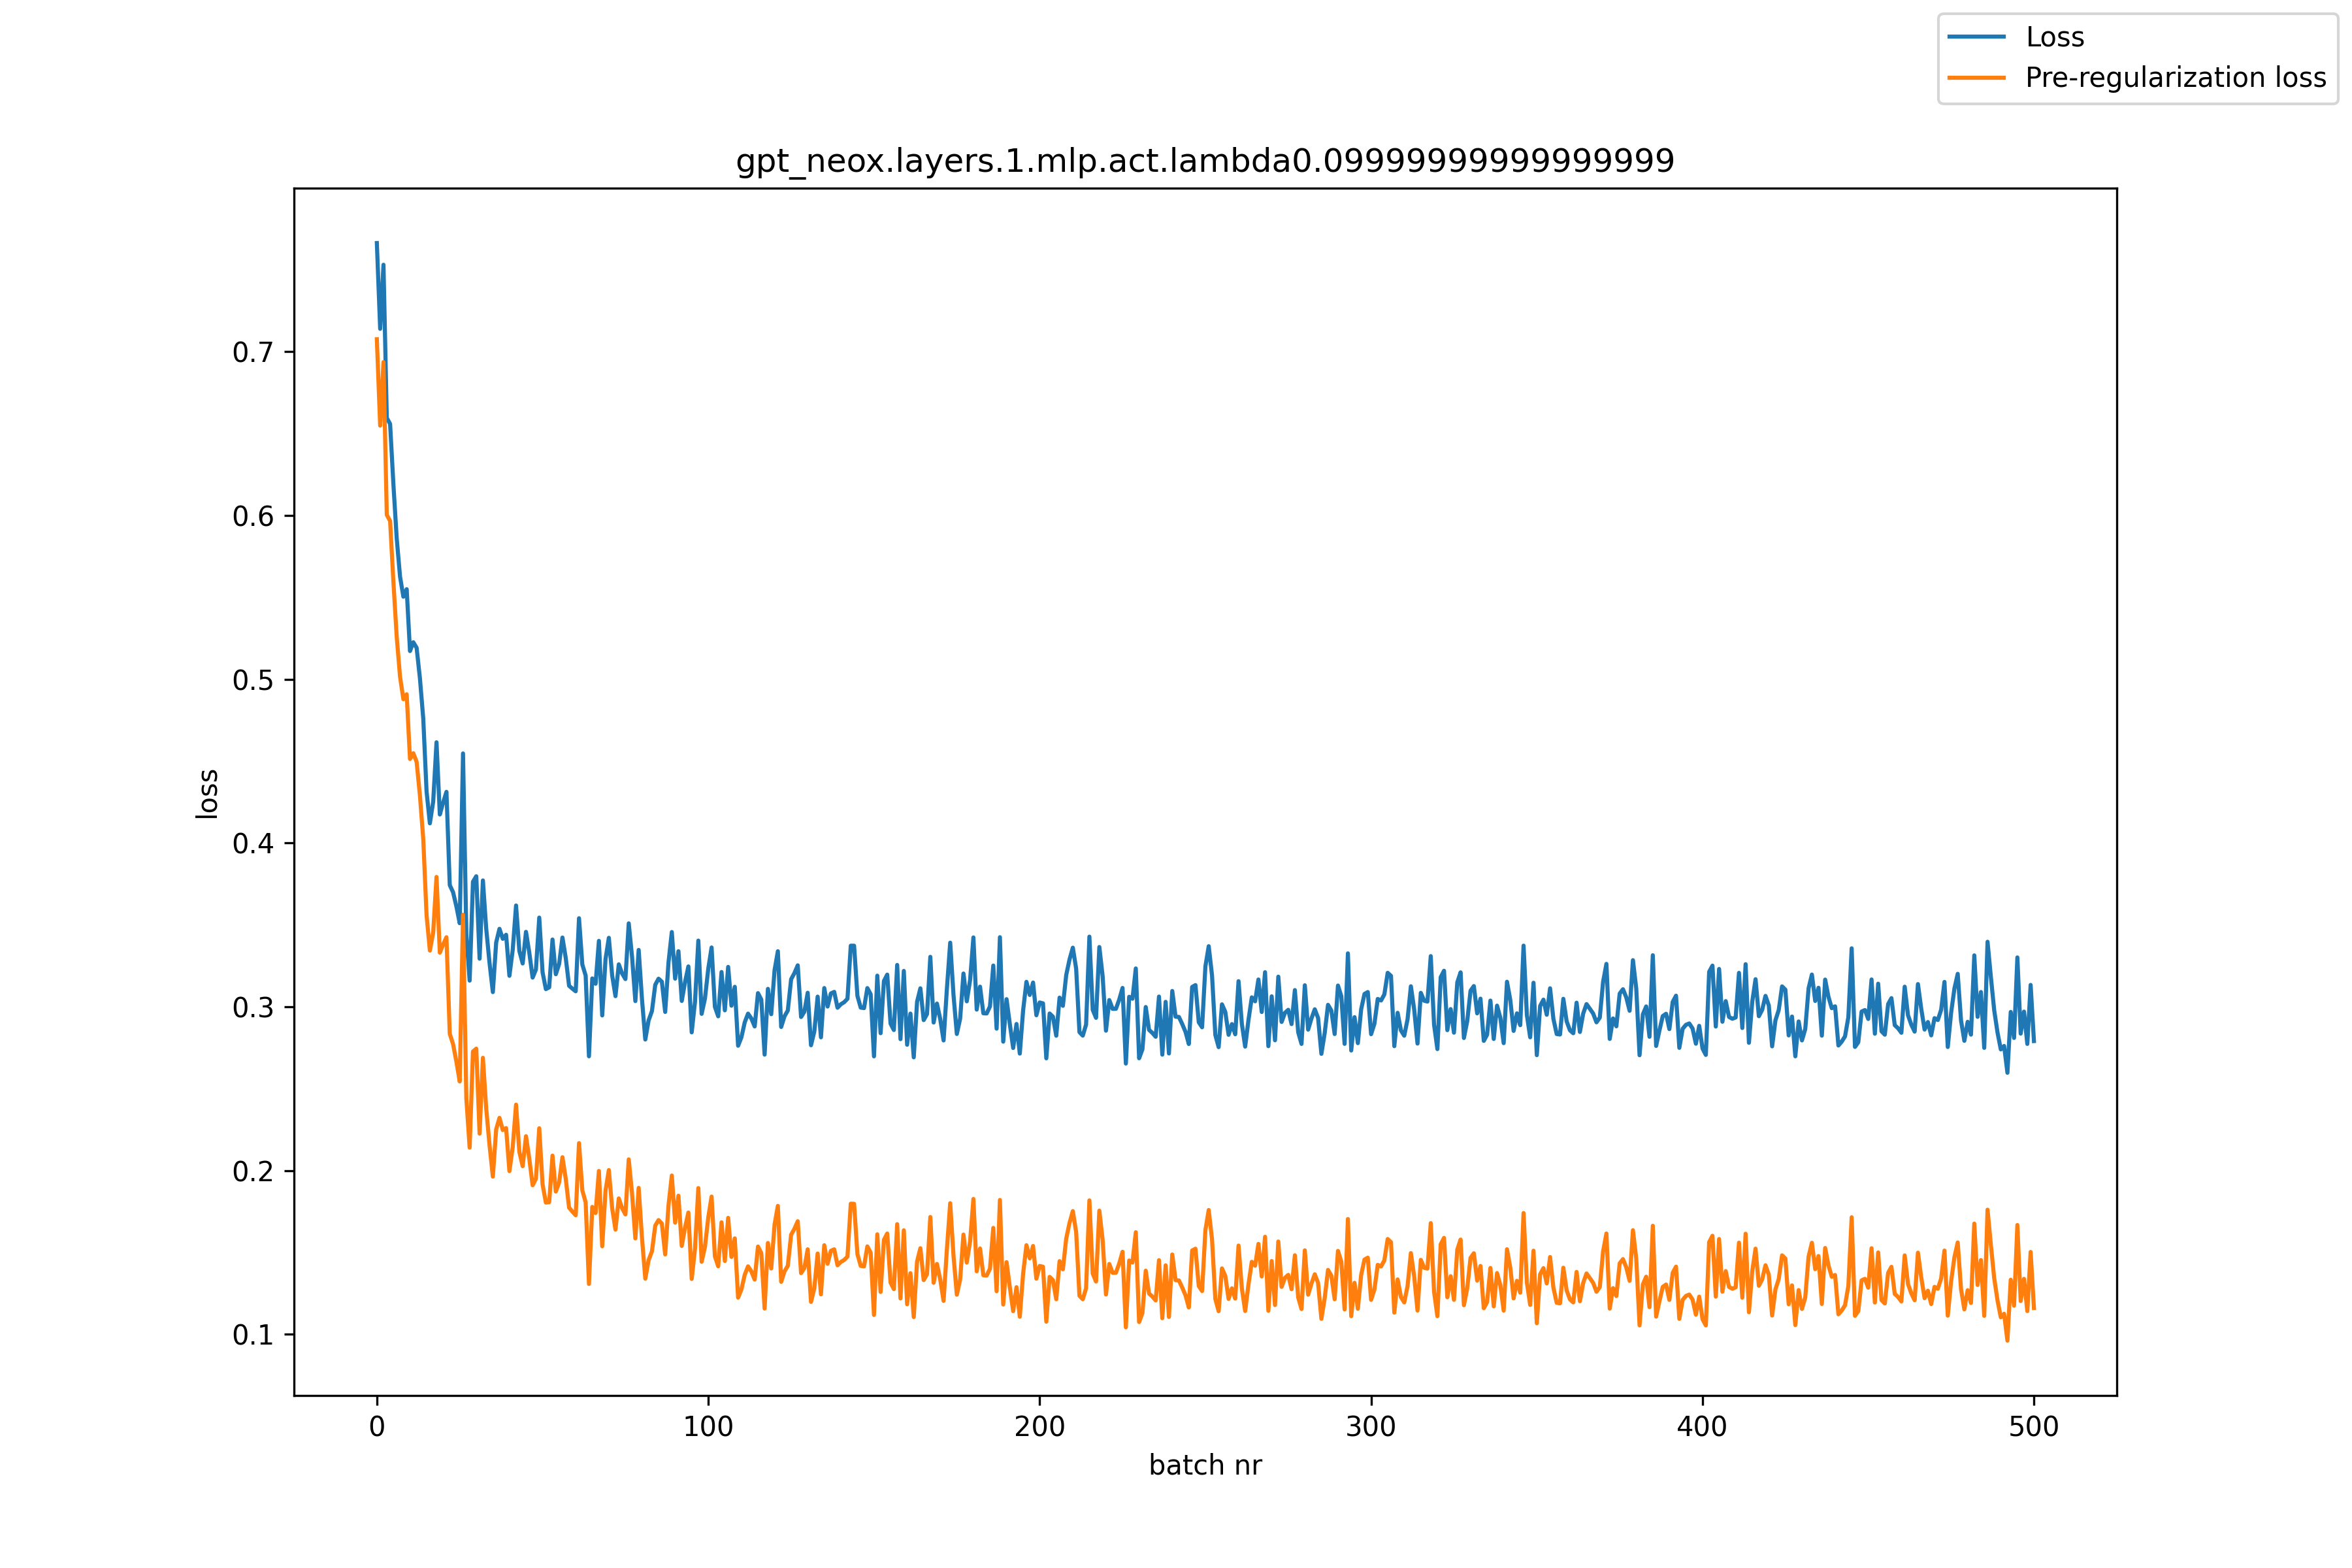 Loss
Pre-regularization loss
gpt_neox.layers.1.mlp.act.lambda0.09999999999999999
0.7
0.6
0.5
0.4
0.3
0.2
0.1
loss
0 100 200 300 400 500
batch nr